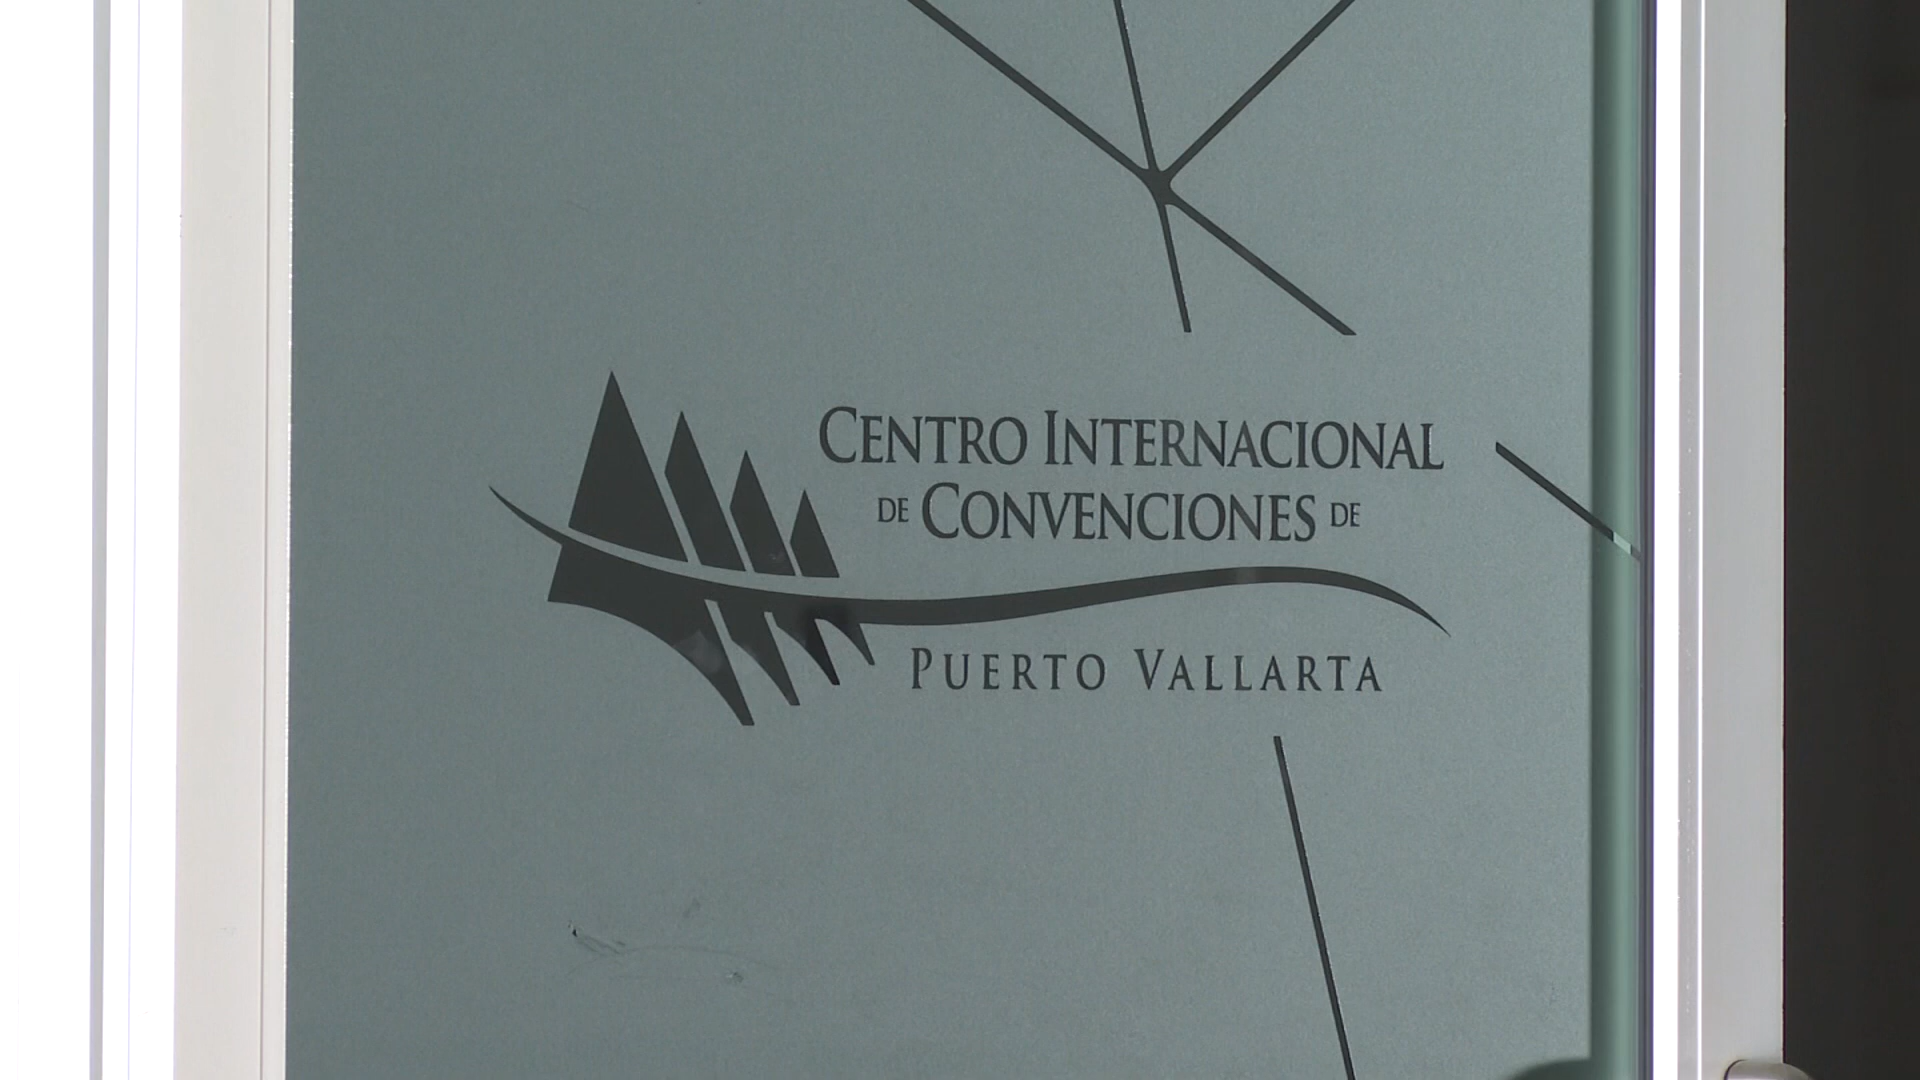 CENTRO INTERNACIONAL
DE CONVENCIONES DE
PUERTO VALLARTA